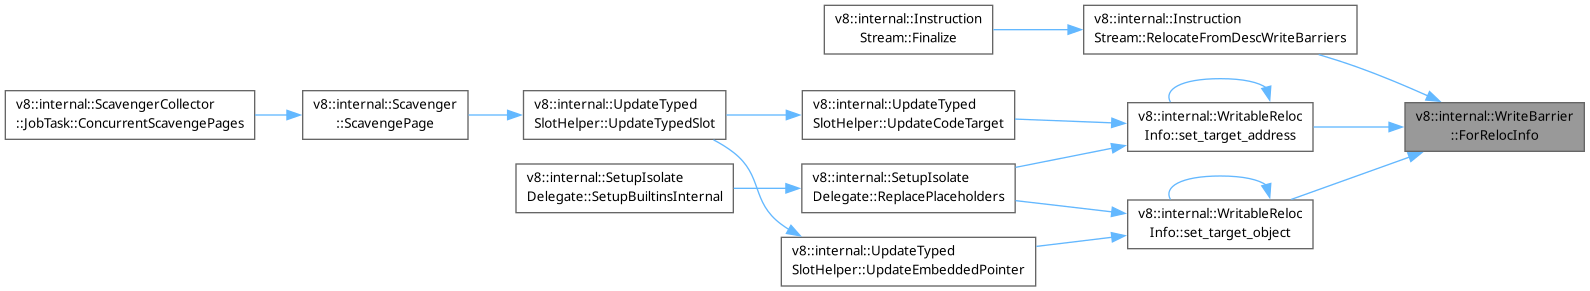 v8::internal::Instruction
Stream::Finalize
v8::internal::Instruction
Stream::RelocateFromDescWriteBarriers
v8::internal::ScavengerCollector
::JobTask::ConcurrentScavengePages
v8::internal::Scavenger
::ScavengePage
v8::internal::UpdateTyped
SlotHelper::UpdateTypedSlot
v8::internal::UpdateTyped
SlotHelper::UpdateCodeTarget
v8::internal::WritableReloc
Info::set_target_address
v8::internal::WriteBarrier
::ForRelocInfo
v8::internal::SetupIsolate
Delegate::SetupBuiltinsInternal
v8::internal::SetupIsolate
Delegate::ReplacePlaceholders
v8::internal::WritableReloc
Info::set_target_object
v8::internal::UpdateTyped
SlotHelper::UpdateEmbeddedPointer